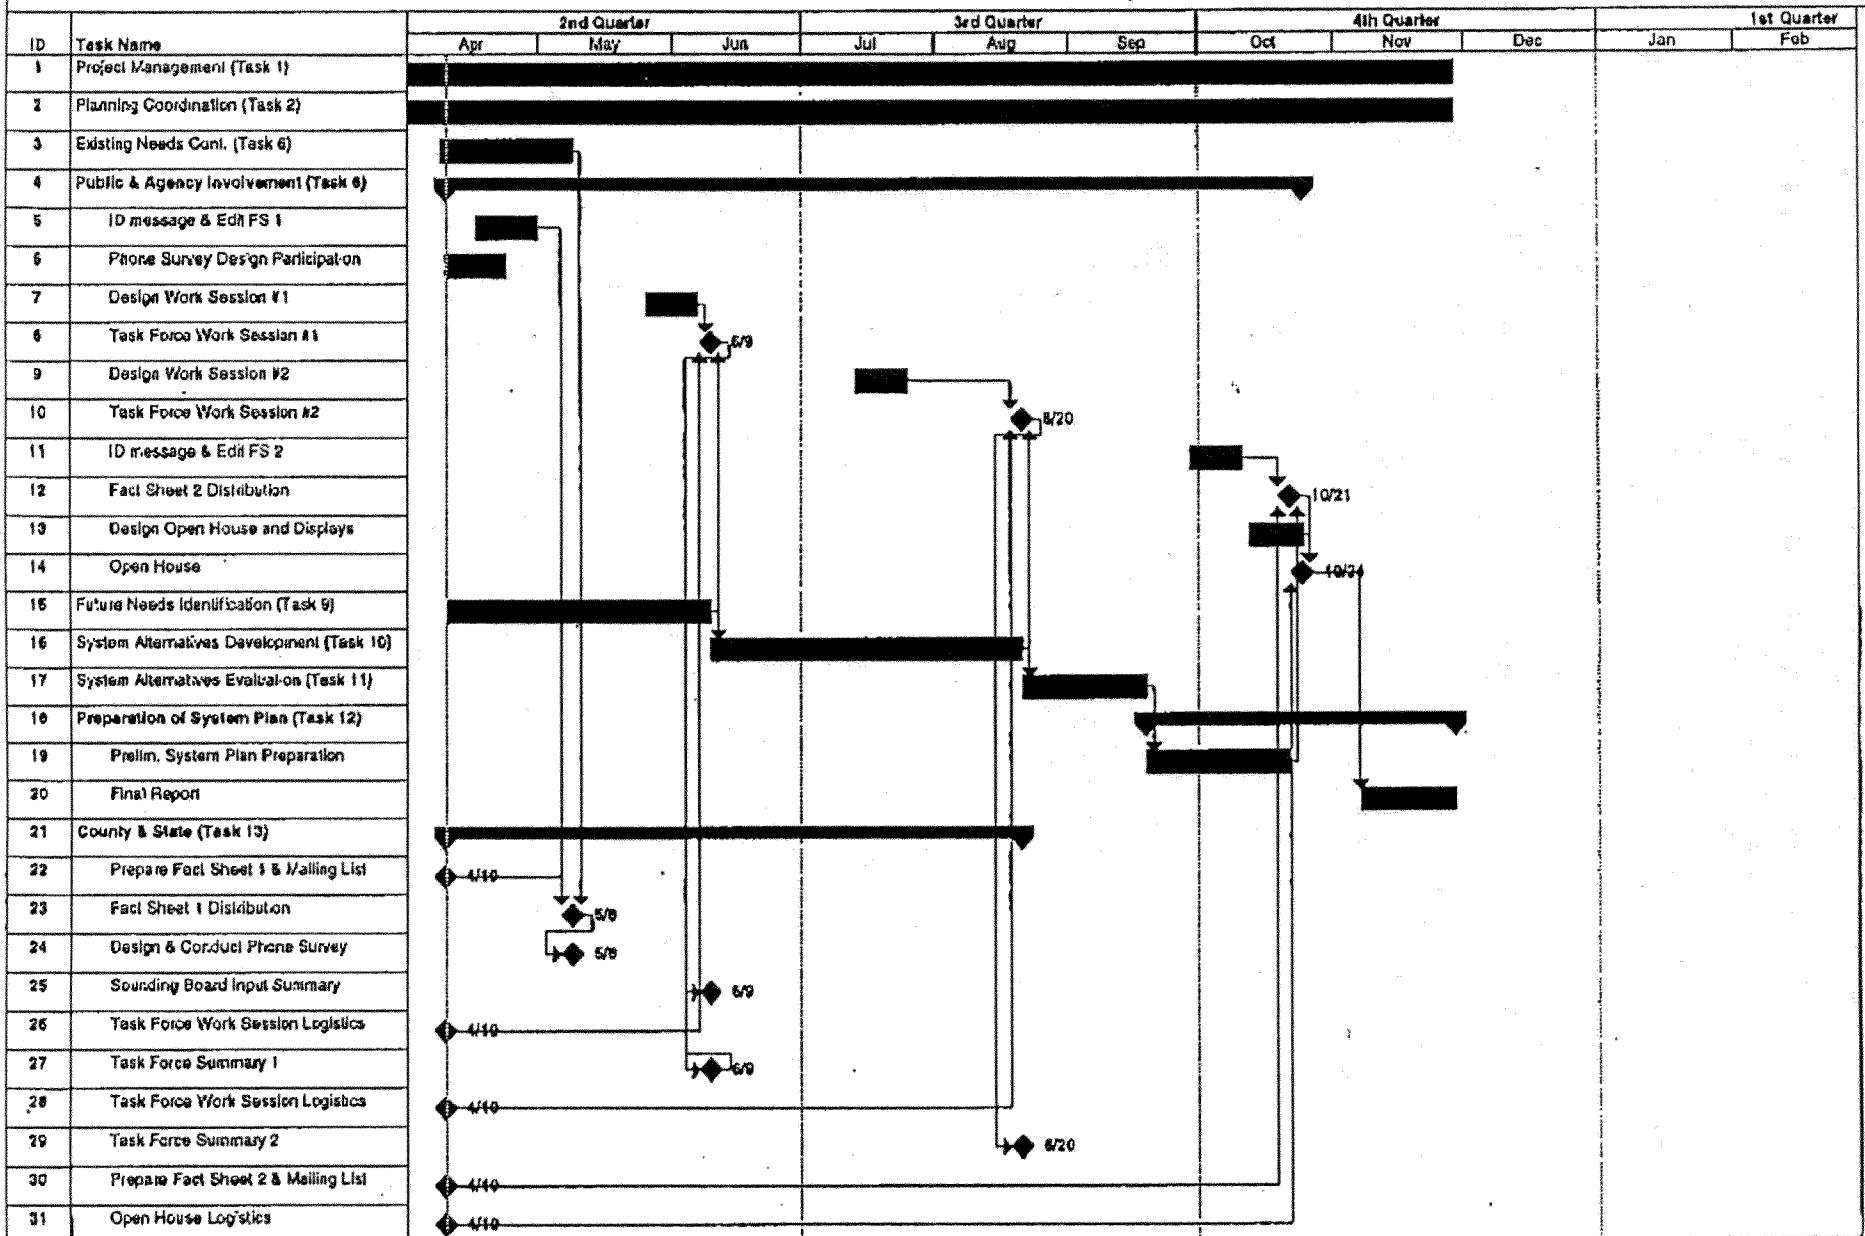 2nd Quarter 3rd Quarter 4th Quarter 1st Quarter
ID Task Name Apr May Jun Jul Aug Sep Oct Nov Dec Jan Feb
1 Project Management (Task 1)
2 Planning Coordination (Task 2)
3 Existing Needs Conf. (Task 6)
4 Public & Agency Involvement (Task 6)
5 ID message & Edit FS 1
6 Phone Survey Design Participation
7 Design Work Session #1
8 Task Force Work Session #1 6/9
9 Design Work Session #2
10 Task Force Work Session #2 8/20
11 ID message & Edit FS 2
12 Fact Sheet 2 Distribution 10/21
13 Design Open House and Displays
14 Open House 10/24
15 Future Needs Identification (Task 9)
16 System Alternatives Development (Task 10)
17 System Alternatives Evaluation (Task 11)
18 Preparation of System Plan (Task 12)
19 Prelim. System Plan Preparation
20 Final Report
21 County & State (Task 13)
22 Prepare Fact Sheet 1 & Mailing List 4/10
23 Fact Sheet 1 Distribution 5/8
24 Design & Conduct Phone Survey 5/8
25 Sounding Board Input Summary 6/9
26 Task Force Work Session Logistics 4/10
27 Task Force Summary 1 6/9
28 Task Force Work Session Logistics 4/10
29 Task Force Summary 2 8/20
30 Prepare Fact Sheet 2 & Mailing List 4/10
31 Open House Logistics 4/10